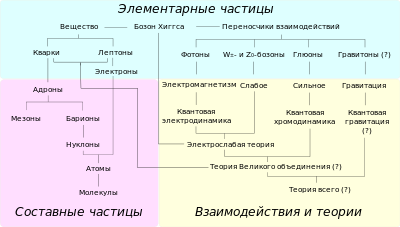 Элементарные частицы
Вещество
Бозон Хиггса
Переносчики взаимодействий
Кварки
Лептоны
Фотоны
W±- и Z0-бозоны
Глюоны
Гравитоны (?)
Электроны
Адроны
Электромагнетизм
Слабое
Сильное
Гравитация
Мезоны
Барионы
Квантовая
электродинамика
Квантовая
хромодинамика
Квантовая
гравитация
(?)
Нуклоны
Электрослабая теория
Атомы
Теория Великого объединения (?)
Молекулы
Теория всего (?)
Составные частицы
Взаимодействия и теории